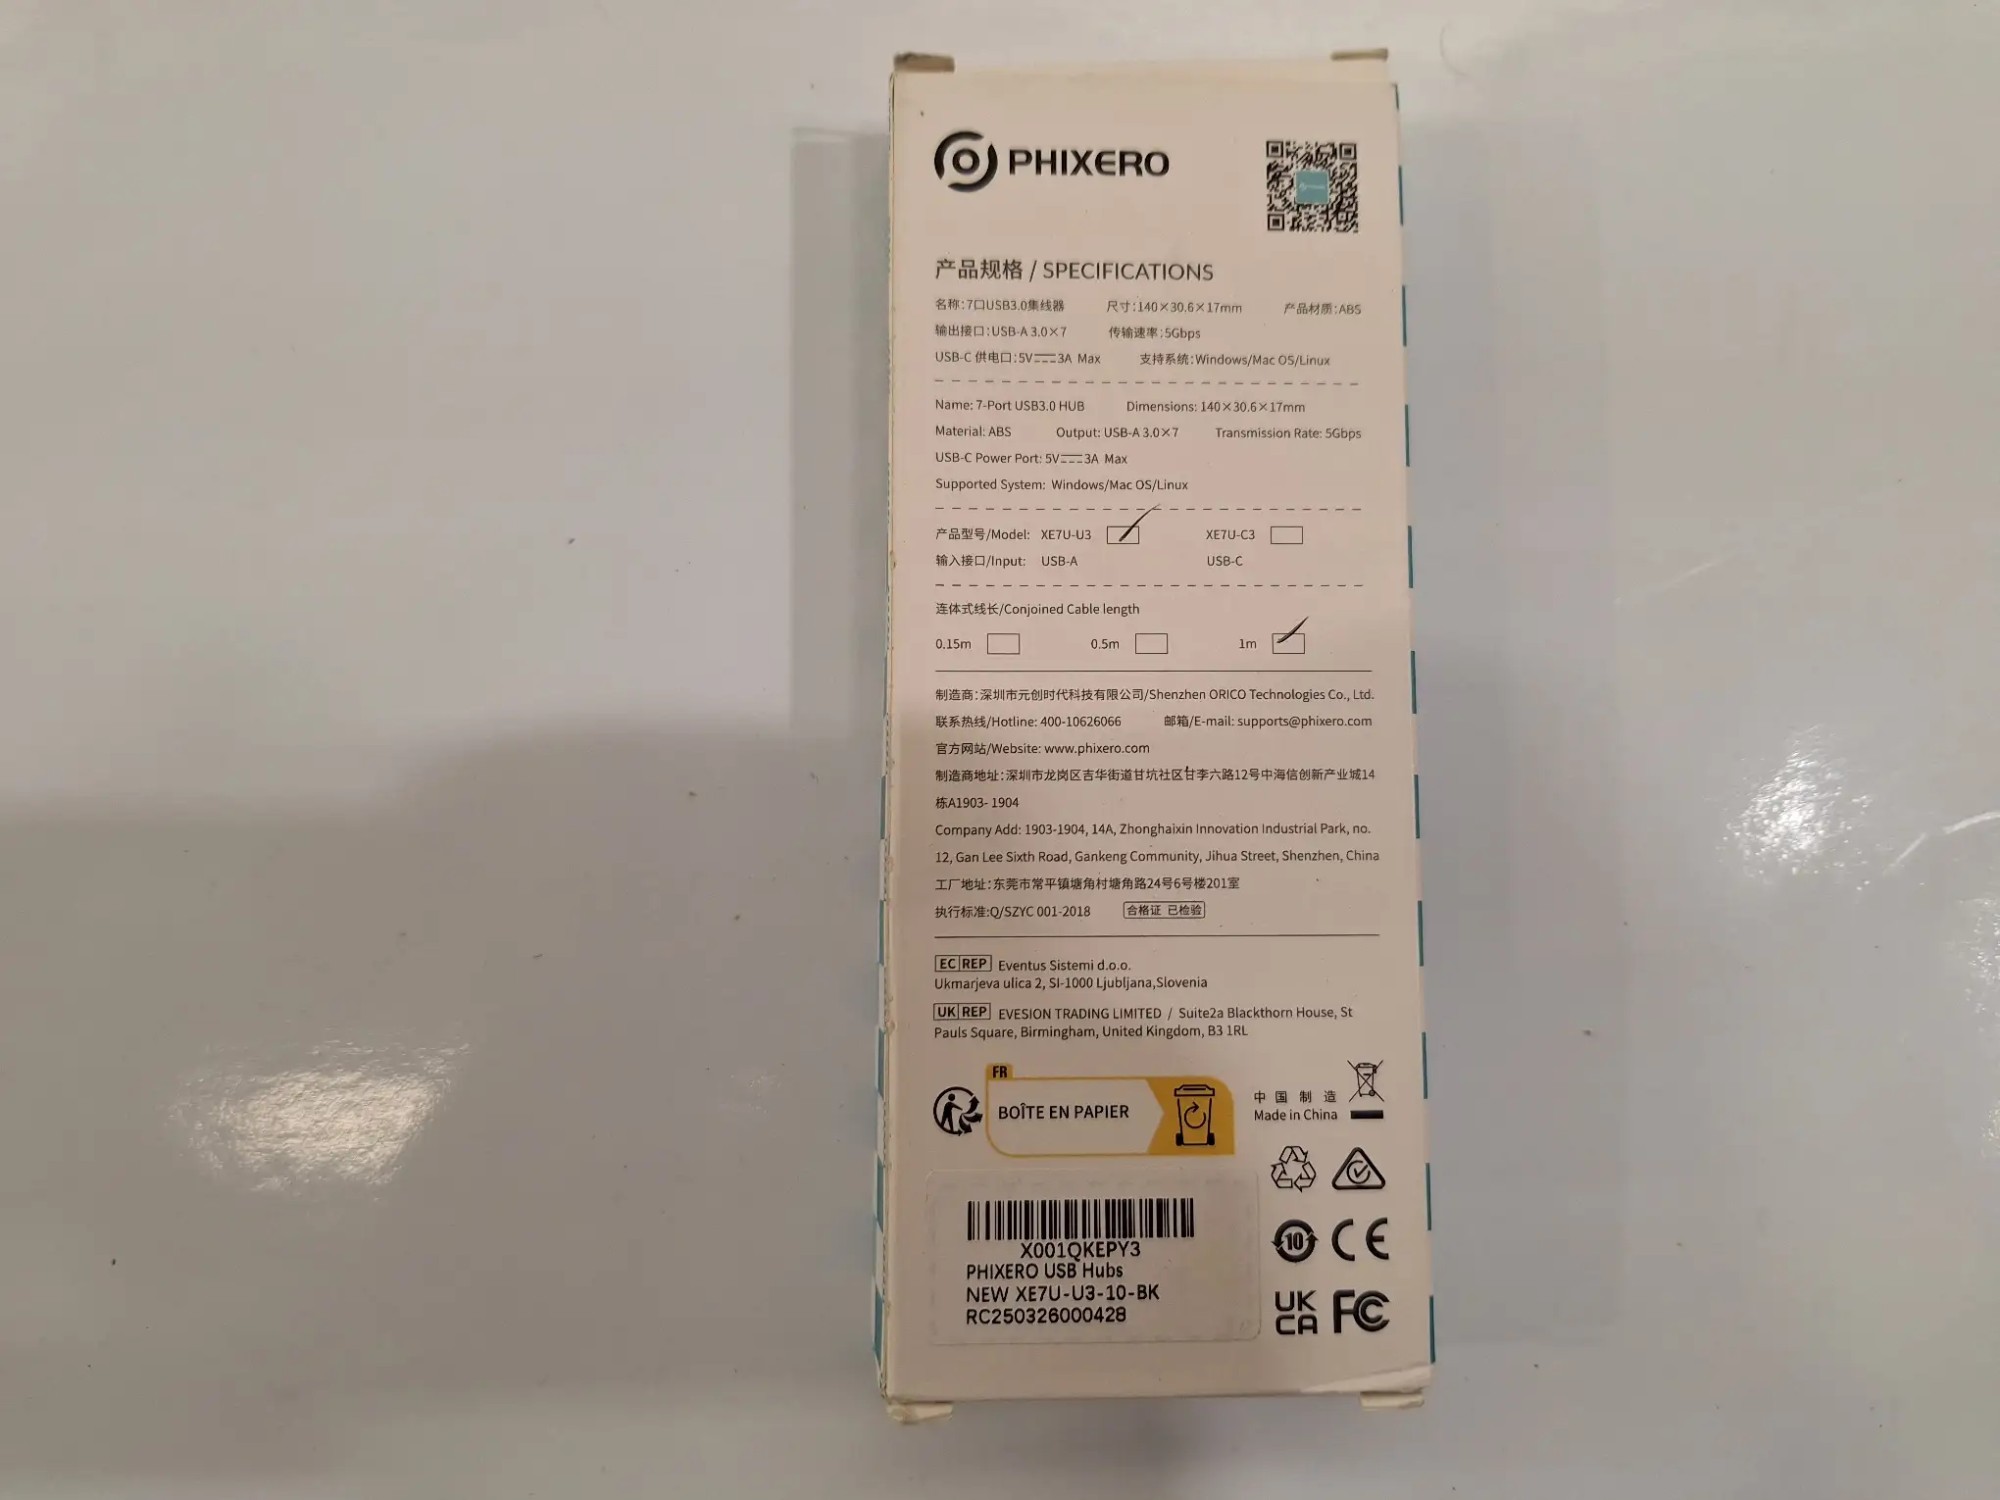 PHIXERO
产品规格 / SPECIFICATIONS
名称:7口USB3.0集线器 尺寸:140×30.6×17mm 产品材质:ABS
输出接口:USB-A 3.0×7 传输速率:5Gbps
USB-C 供电口:5V⎓3A Max 支持系统:Windows/Mac OS/Linux
Name: 7-Port USB3.0 HUB Dimensions: 140×30.6×17mm
Material: ABS Output: USB-A 3.0×7 Transmission Rate: 5Gbps
USB-C Power Port: 5V⎓3A Max
Supported System: Windows/Mac OS/Linux
产品型号/Model: XE7U-U3 XE7U-C3
输入接口/Input: USB-A USB-C
连体式线长/Conjoined Cable length
0.15m 0.5m 1m
制造商:深圳市元创时代科技有限公司/Shenzhen ORICO Technologies Co., Ltd.
联系热线/Hotline: 400-10626066 邮箱/E-mail: supports@phixero.com
官方网站/Website: www.phixero.com
制造商地址:深圳市龙岗区吉华街道甘坑社区甘李六路12号中海信创新产业城14
栋A1903- 1904
Company Add: 1903-1904, 14A, Zhonghaixin Innovation Industrial Park, no.
12, Gan Lee Sixth Road, Gankeng Community, Jihua Street, Shenzhen, China
工厂地址:东莞市常平镇塘角村塘角路24号6号楼201室
执行标准:Q/SZYC 001-2018 合格证 已检验
EC REP Eventus Sistemi d.o.o.
Ukmarjeva ulica 2, SI-1000 Ljubljana,Slovenia
UK REP EVESION TRADING LIMITED / Suite2a Blackthorn House, St
Pauls Square, Birmingham, United Kingdom, B3 1RL
FR
BOÎTE EN PAPIER
中国制造
Made in China
10 CE
UK
CA FC
X001QKEPY3
PHIXERO USB Hubs
NEW XE7U-U3-10-BK
RC250326000428